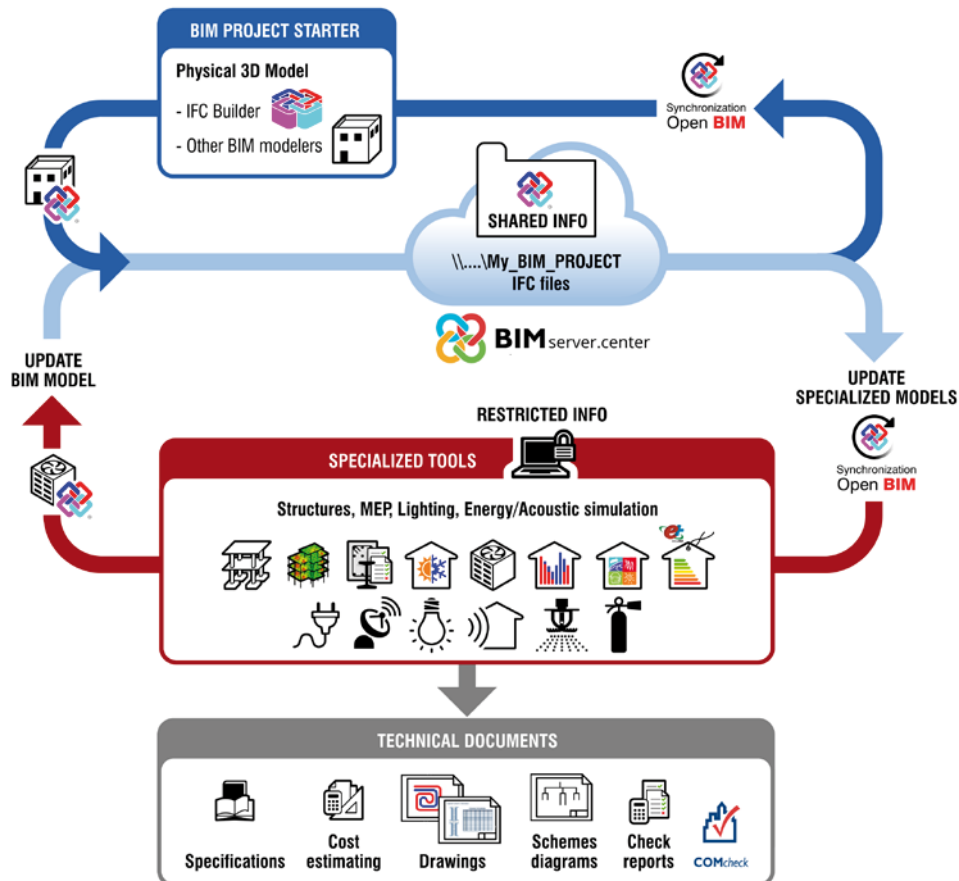 BIM PROJECT STARTER
Physical 3D Model
- IFC Builder
- Other BIM modelers
Synchronization
Open BIM
SHARED INFO
\\....\My_BIM_PROJECT
IFC files
BIMserver.center
UPDATE
BIM MODEL
UPDATE
SPECIALIZED MODELS
Synchronization
Open BIM
RESTRICTED INFO
SPECIALIZED TOOLS
Structures, MEP, Lighting, Energy/Acoustic simulation
TECHNICAL DOCUMENTS
Specifications
Cost
estimating
Drawings
Schemes
diagrams
Check
reports
COMcheck